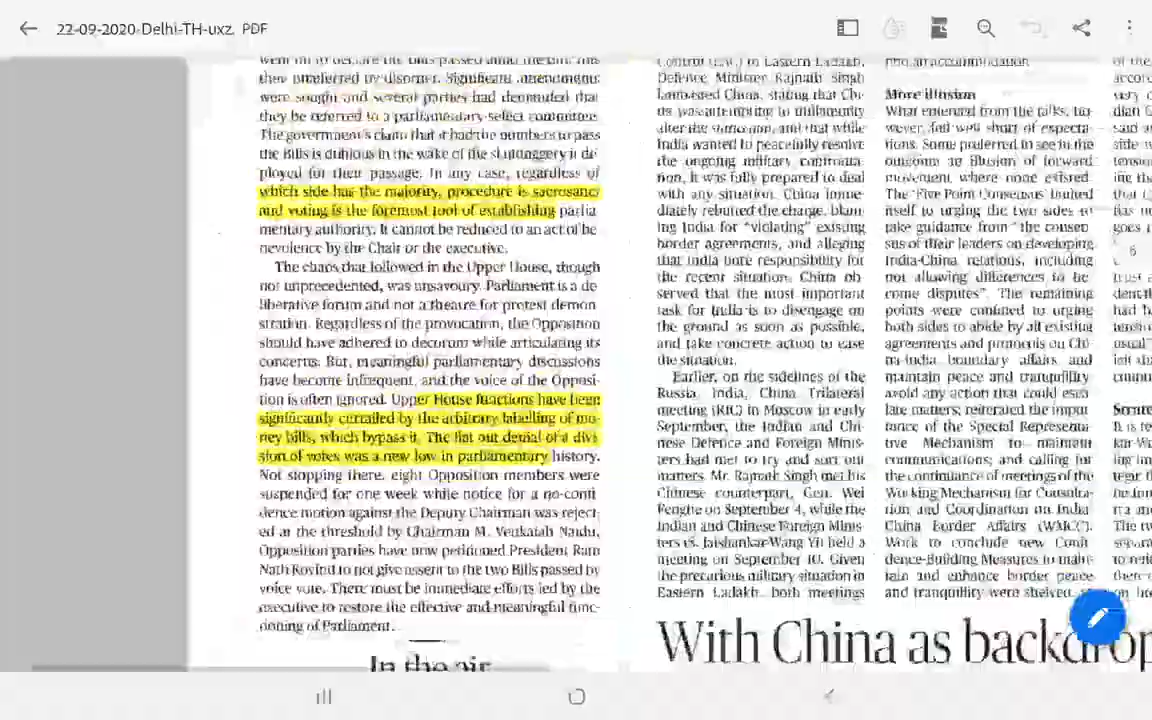 22-09-2020-Delhi-TH-uxz. PDF
they preferred by disorder. Significant amendments
were sought and several parties had demanded that
they be referred to a parliamentary select committee.
The government's claim that it had the numbers to pass
the Bills is dubious in the wake of the skulduggery it de-
ployed for their passage. In any case, regardless of
which side has the majority, procedure is sacrosanct
and voting is the foremost tool of establishing parlia-
mentary authority. It cannot be reduced to an act of be-
nevolence by the Chair or the executive.
The chaos that followed in the Upper House, though
not unprecedented, was unsavoury. Parliament is a de-
liberative forum and not a theatre for protest demon-
stration. Regardless of the provocation, the Opposition
should have adhered to decorum while articulating its
concerns. But, meaningful parliamentary discussions
have become infrequent, and the voice of the Opposi-
tion is often ignored. Upper House functions have been
significantly curtailed by the arbitrary labelling of mo-
ney bills, which bypass it. The flat out denial of a divi-
sion of votes was a new low in parliamentary history.
Not stopping there, eight Opposition members were
suspended for one week while notice for a no-confi-
dence motion against the Deputy Chairman was reject-
ed at the threshold by Chairman M. Venkaiah Naidu.
Opposition parties have now petitioned President Ram
Nath Kovind to not give assent to the two Bills passed by
voice vote. There must be immediate efforts led by the
executive to restore the effective and meaningful func-
tioning of Parliament.
In the air
Control (LAC) in Eastern Ladakh,
Defence Minister Rajnath Singh
lambasted China, stating that Chi-
na was attempting to unilaterally
alter the status quo, and that while
India wanted to peacefully resolve
the ongoing military confronta-
tion, it was fully prepared to deal
with any situation. China imme-
diately rebutted the charge, blam-
ing India for "violating" existing
border agreements, and alleging
that India bore responsibility for
the recent situation. China ob-
served that the most important
task for India is to disengage on
the ground as soon as possible,
and take concrete action to ease
the situation.
Earlier, on the sidelines of the
Russia, India, China Trilateral
meeting (RIC) in Moscow in early
September, the Indian and Chi-
nese Defence and Foreign Minis-
ters had met to try and sort out
matters. Mr. Rajnath Singh met his
Chinese counterpart, Gen. Wei
Fenghe on September 4, while the
Indian and Chinese Foreign Minis-
ters (S. Jaishankar-Wang Yi) held a
meeting on September 10. Given
the precarious military situation in
Eastern Ladakh, both meetings
find an accommodation.
More illusion
What emerged from the talks, how-
ever, fell well short of expecta-
tions. Some preferred to see in the
outcome an illusion of forward
movement, where none existed.
The 'Five Point Consensus' limited
itself to urging the two sides to
take guidance from "the consen-
sus of their leaders on developing
India-China relations, including
not allowing differences to be-
come disputes". The remaining
points were confined to urging
both sides to abide by all existing
agreements and protocols on Chi-
na-India boundary affairs and
maintain peace and tranquillity
avoid any action that could esca-
late matters; reiterated the impor-
tance of the Special Representa-
tive Mechanism to maintain
communications; and calling for
the continuance of meetings of the
Working Mechanism for Consulta-
tion and Coordination on India
China Border Affairs (WMCC).
Work to conclude new Confi-
dence-Building Measures to main-
tain and enhance border peace
and tranquillity were shelved,
With China as backdrop